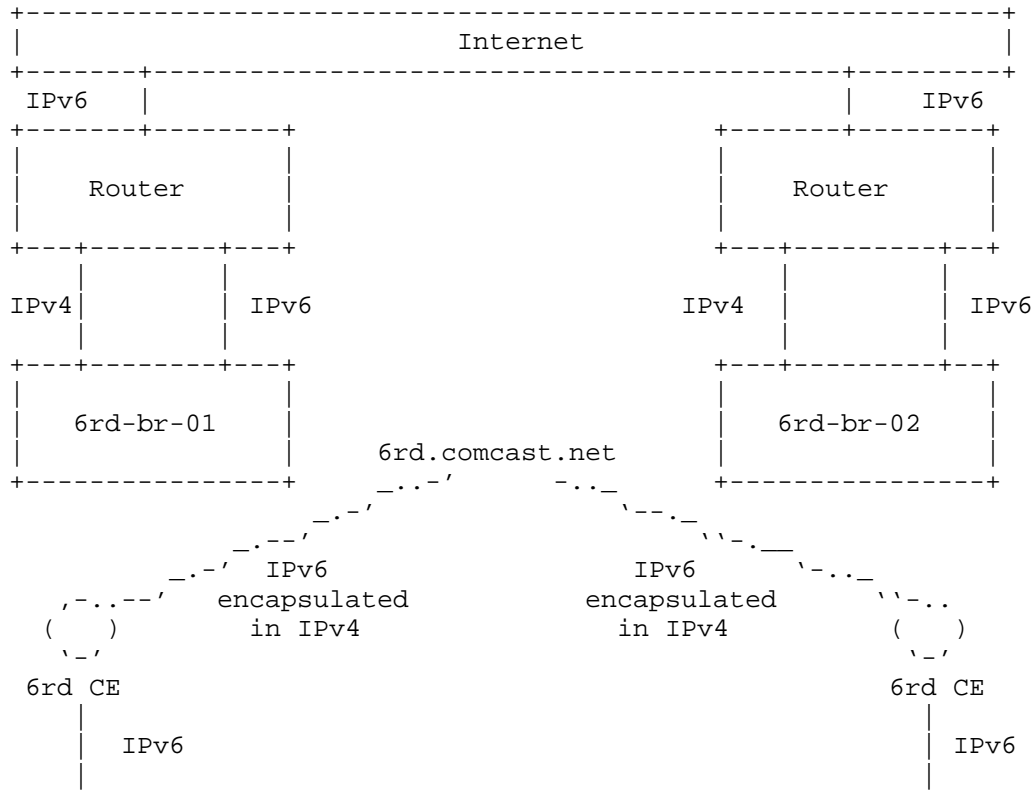 Internet
IPv6 IPv6
Router Router
IPv4 IPv6 IPv4 IPv6
6rd-br-01 6rd-br-02
6rd.comcast.net
IPv6 IPv6
encapsulated encapsulated
in IPv4 in IPv4
6rd CE 6rd CE
IPv6 IPv6